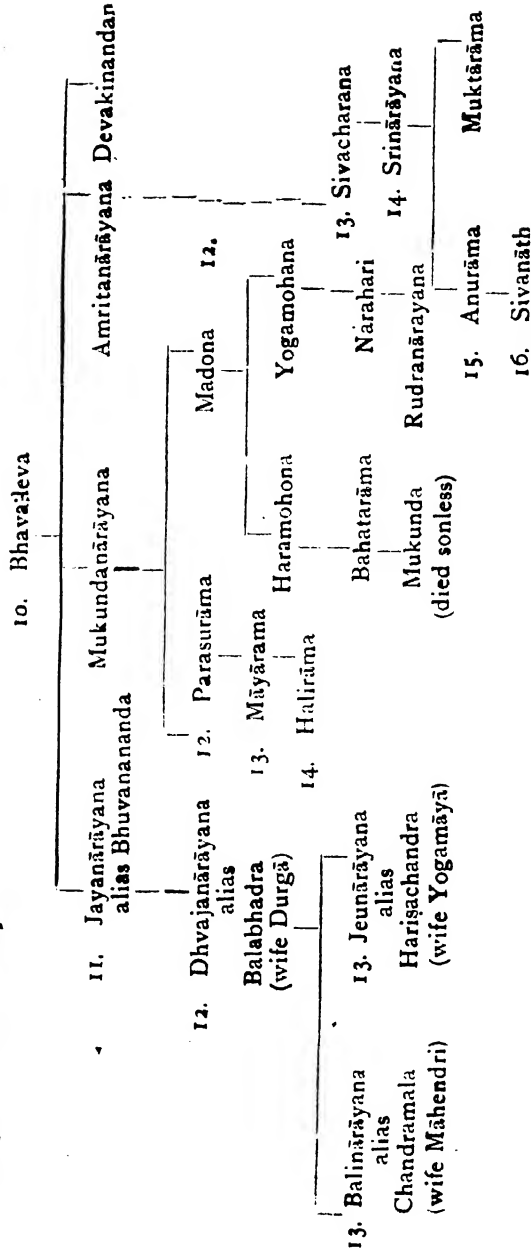 10. Bhavadeva
11. Jayanārāyana Mukundanārāyana Amritanārāyana Devakinandan
alias Bhuvanananda
12. Dhvajanārāyana 12. Parasurāma Madona 12.
alias
Balabhadra
(wife Durgā)
13. Māyārama Haramohona Yogamohana 13. Sivacharana
14. Halirāma Bahatarāma Narahari 14. Srinārāyana
13. Balinārāyana 13. Jeunārāyana Mukunda Rudranārāyana
alias alias (died sonless)
Chandramala Harisachandra
(wife Māhendri) (wife Yogamāyā)
15. Anurāma Muktārāma
16. Sivanāth